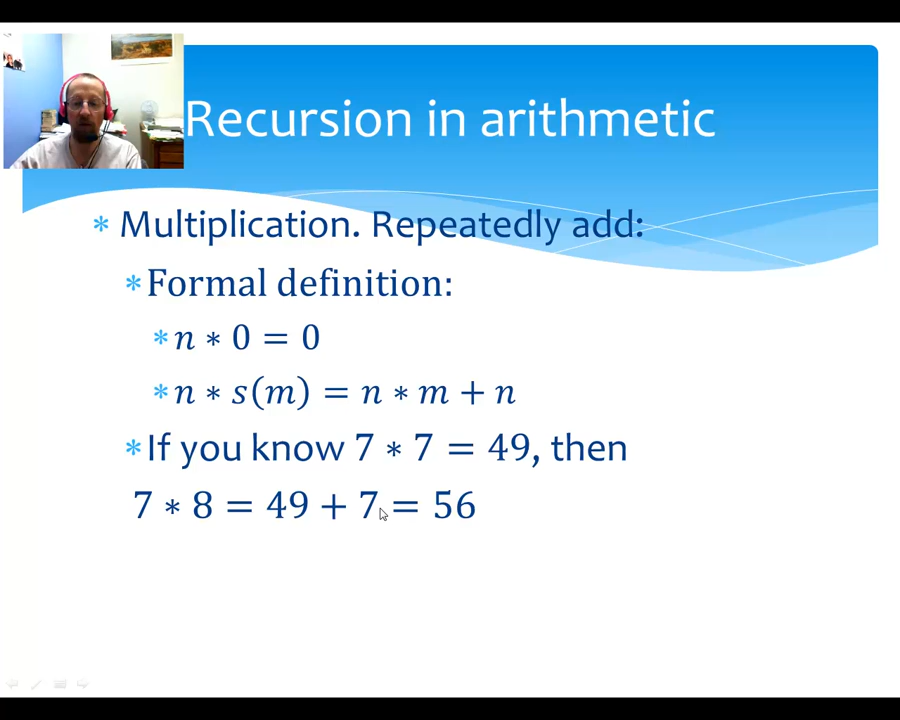 Recursion in arithmetic
* Multiplication. Repeatedly add:
* Formal definition:
* n * 0 = 0
* n * s(m) = n * m + n
* If you know 7 * 7 = 49, then
7 * 8 = 49 + 7 = 56